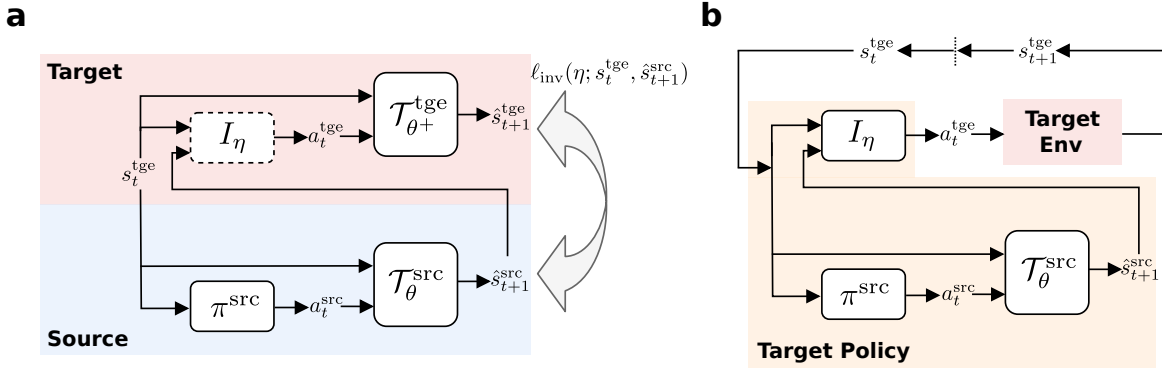 a
Target
ℓ_inv(η; s_t^tge, ŝ_{t+1}^src)
𝒯_{θ+}^tge
ŝ_{t+1}^tge
I_η
a_t^tge
s_t^tge
𝒯_θ^src
ŝ_{t+1}^src
π^src
a_t^src
Source
b
s_t^tge
s_{t+1}^tge
I_η
a_t^tge
Target
Env
𝒯_θ^src
ŝ_{t+1}^src
π^src
a_t^src
Target Policy